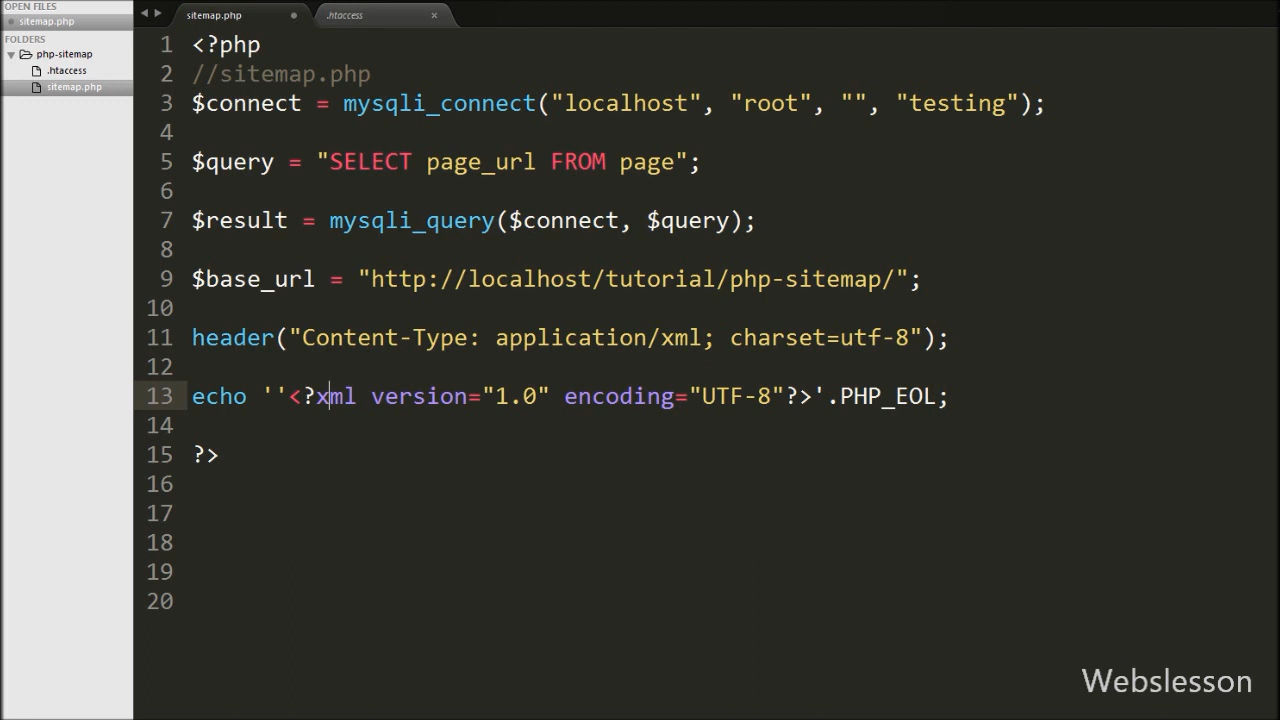 OPEN FILES
sitemap.php
FOLDERS
php-sitemap
.htaccess
sitemap.php
sitemap.php
.htaccess
1 <?php
2 //sitemap.php
3 $connect = mysqli_connect("localhost", "root", "", "testing");
4
5 $query = "SELECT page_url FROM page";
6
7 $result = mysqli_query($connect, $query);
8
9 $base_url = "http://localhost/tutorial/php-sitemap/";
10
11 header("Content-Type: application/xml; charset=utf-8");
12
13 echo ''<?xml version="1.0" encoding="UTF-8"?>'.PHP_EOL;
14
15 ?>
16
17
18
19
20
Webslesson